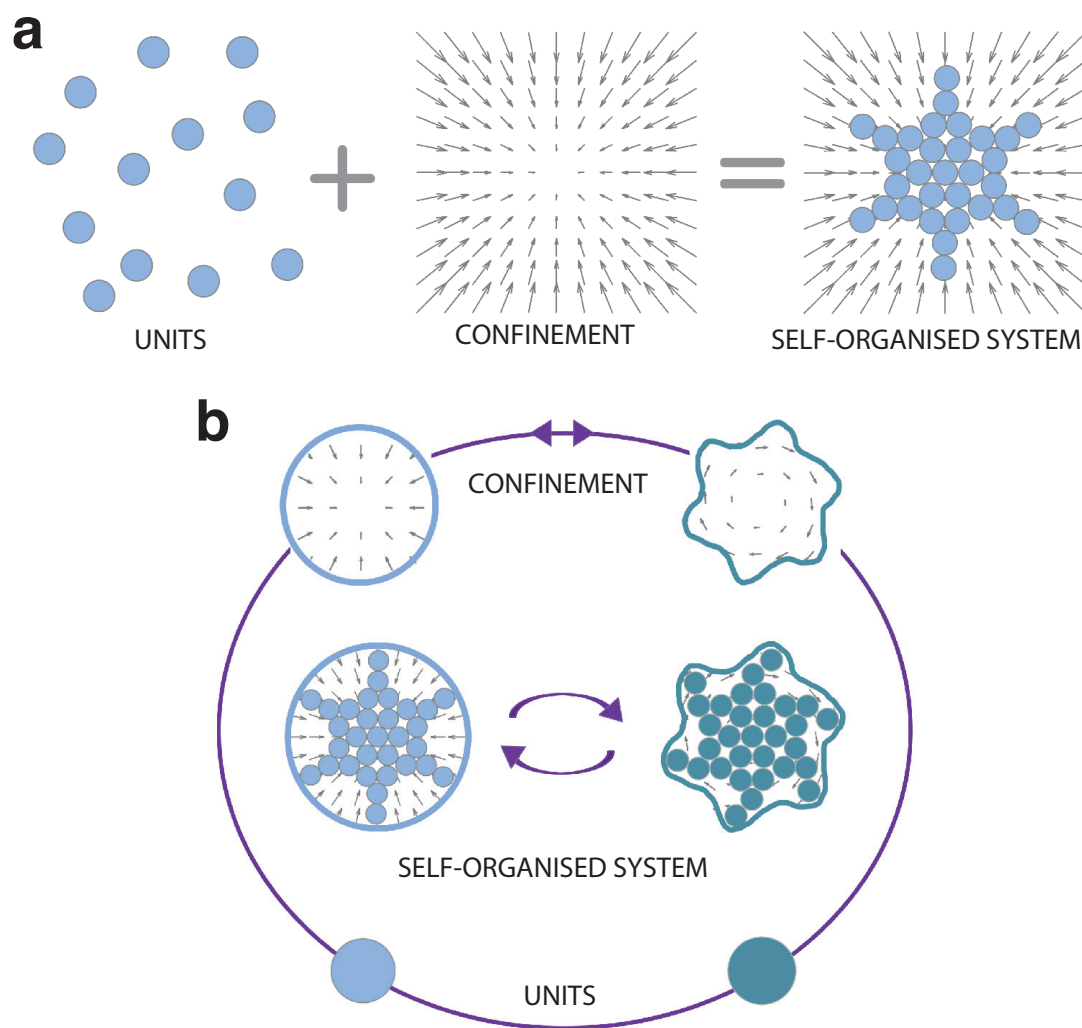 a
UNITS
CONFINEMENT
SELF-ORGANISED SYSTEM
b
CONFINEMENT
SELF-ORGANISED SYSTEM
UNITS